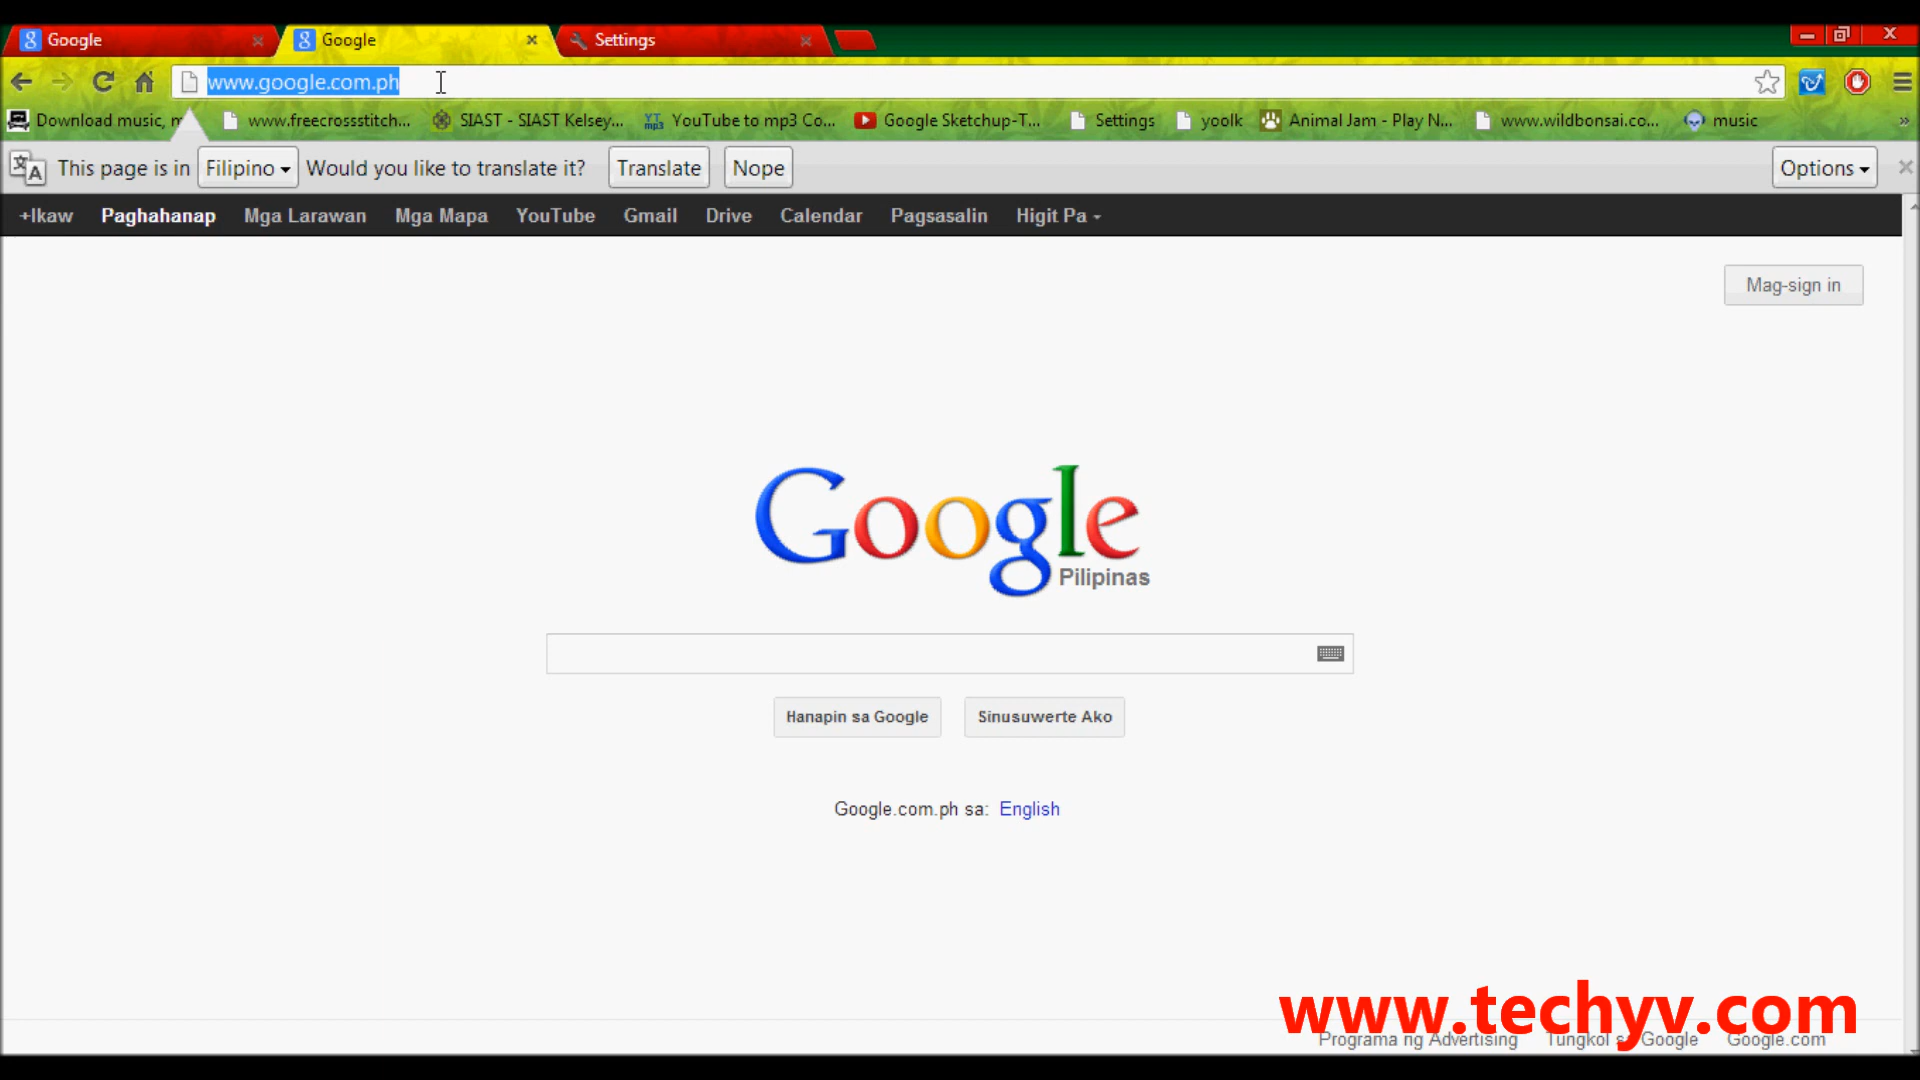 Google
Google
Settings
www.google.com.ph
Download music, m
www.freecrossstitch...
SIAST - SIAST Kelsey...
YouTube to mp3 Co...
Google Sketchup-T...
Settings
yoolk
Animal Jam - Play N...
www.wildbonsai.co...
music
This page is in Filipino Would you like to translate it? Translate Nope Options
+Ikaw Paghahanap Mga Larawan Mga Mapa YouTube Gmail Drive Calendar Pagsasalin Higit Pa
Mag-sign in
Google
Pilipinas
Hanapin sa Google Sinusuwerte Ako
Google.com.ph sa: English
www.techyv.com
Programa ng Advertising Tungkol sa Google Google.com